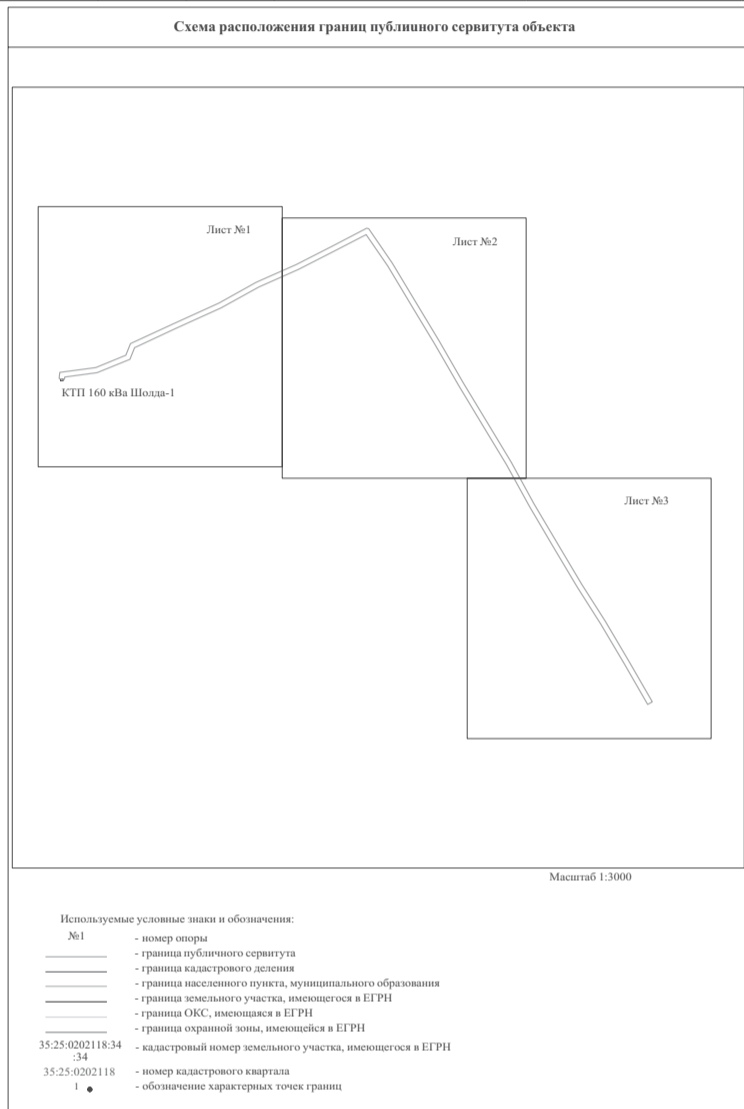 Схема расположения границ публиuного сервитута объекта
Лист №1
Лист №2
КТП 160 кВа Шолда-1
Лист №3
Масштаб 1:3000
Используемые условные знаки и обозначения:
№1 - номер опоры
- граница публичного сервитута
- граница кадастрового деления
- граница населенного пункта, муниципального образования
- граница земельного участка, имеющегося в ЕГРН
- граница ОКС, имеющаяся в ЕГРН
- граница охранной зоны, имеющейся в ЕГРН
35:25:0202118:34 - кадастровый номер земельного участка, имеющегося в ЕГРН
:34
35:25:0202118 - номер кадастрового квартала
1 - обозначение характерных точек границ